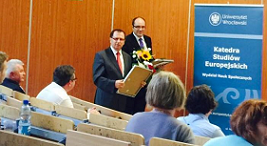 Uniwersytet
Wrocławski
Katedra
Studiów
Europejskich
Wydział Nauk Społecznych